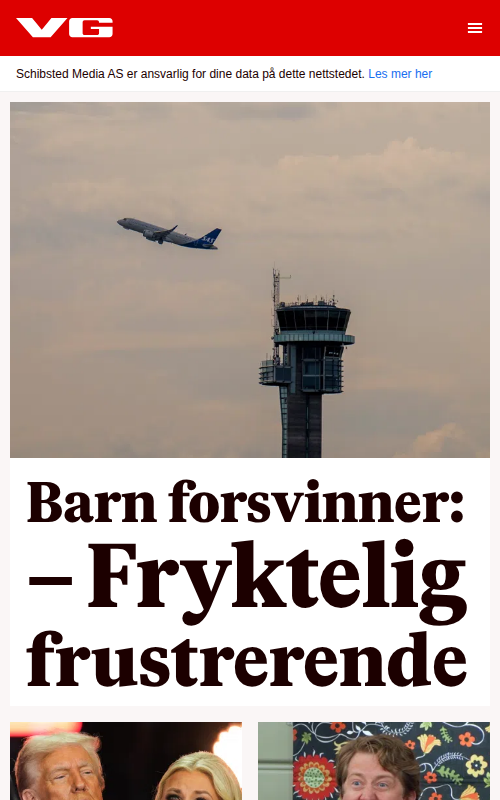 VG
Schibsted Media AS er ansvarlig for dine data på dette nettstedet. Les mer her
SAS
Barn forsvinner:
– Fryktelig
frustrerende